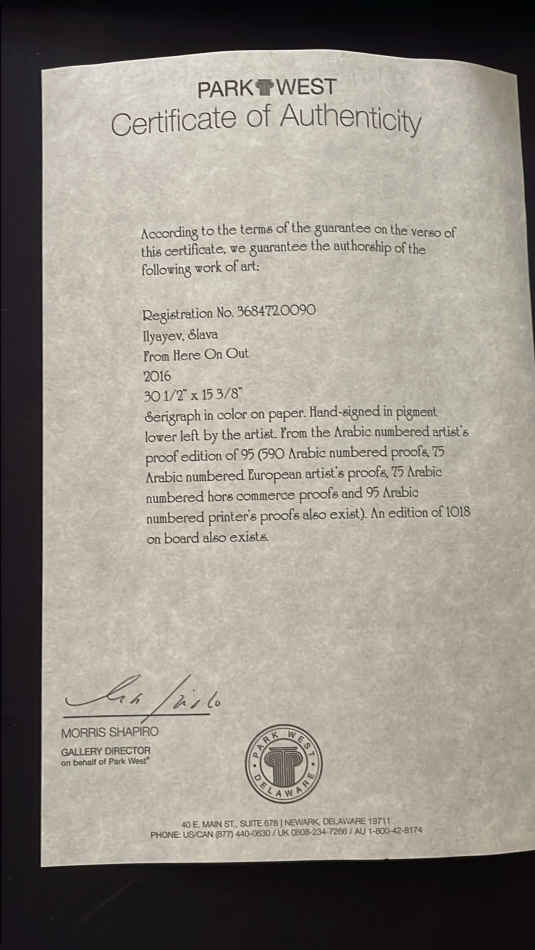 PARK WEST
Certificate of Authenticity
According to the terms of the guarantee on the verso of
this certificate, we guarantee the authorship of the
following work of art:
Registration No. 3684720090
Ilyayev, Slava
From Here On Out
2016
30 1/2" x 15 3/8"
Serigraph in color on paper. Hand-signed in pigment
lower left by the artist. From the Arabic numbered artist's
proof edition of 95 (590 Arabic numbered proofs, 75
Arabic numbered European artist's proofs, 75 Arabic
numbered hors commerce proofs and 95 Arabic
numbered printer's proofs also exist). An edition of 1018
on board also exists.
MORRIS SHAPIRO
GALLERY DIRECTOR
on behalf of Park West®
PARK WEST
DELAWARE
40 E. MAIN ST., SUITE 678 | NEWARK, DELAWARE 19711
PHONE: US/CAN (877) 440-0630 / UK 0808-234-7266 / AU 1-800-42-8174